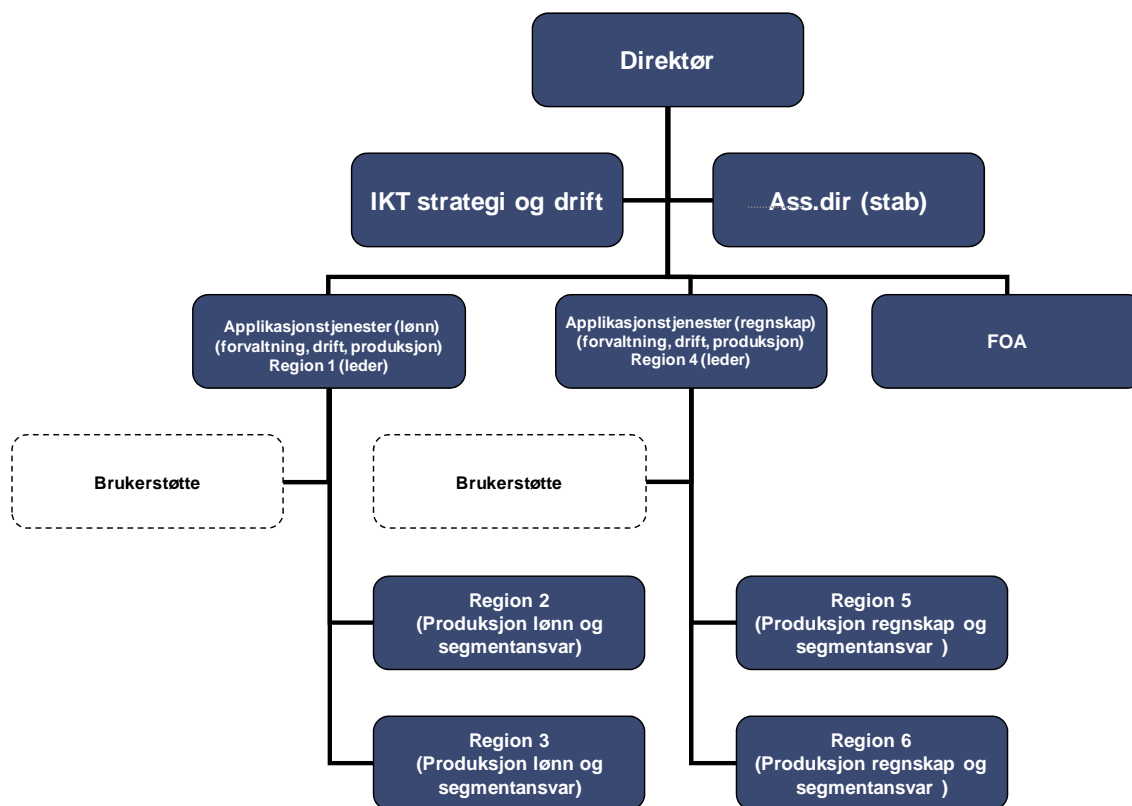 Direktør
IKT strategi og drift
Ass.dir (stab)
Applikasjonstjenester (lønn)
(forvaltning, drift, produksjon)
Region 1 (leder)
Applikasjonstjenester (regnskap)
(forvaltning, drift, produksjon)
Region 4 (leder)
FOA
Brukerstøtte
Brukerstøtte
Region 2
(Produksjon lønn og
segmentansvar)
Region 5
(Produksjon regnskap og
segmentansvar )
Region 3
(Produksjon lønn og
segmentansvar)
Region 6
(Produksjon regnskap og
segmentansvar )